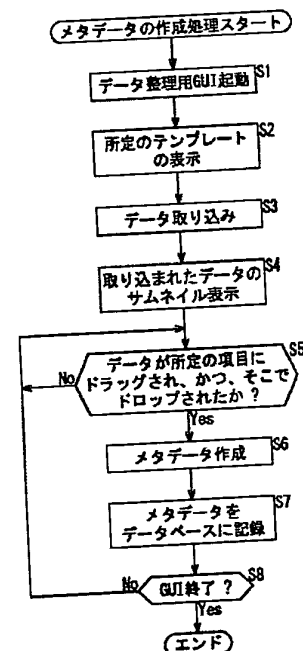 メタデータの作成処理スタート
S1
データ整理用GUI起動
S2
所定のテンプレート
の表示
S3
データ取り込み
S4
取り込まれたデータの
サムネイル表示
S5
データが所定の項目に
ドラッグされ、かつ、そこで
ドロップされたか ?
No
Yes
S6
メタデータ作成
S7
メタデータを
データベースに記録
S8
GUI終了 ?
No
Yes
エンド